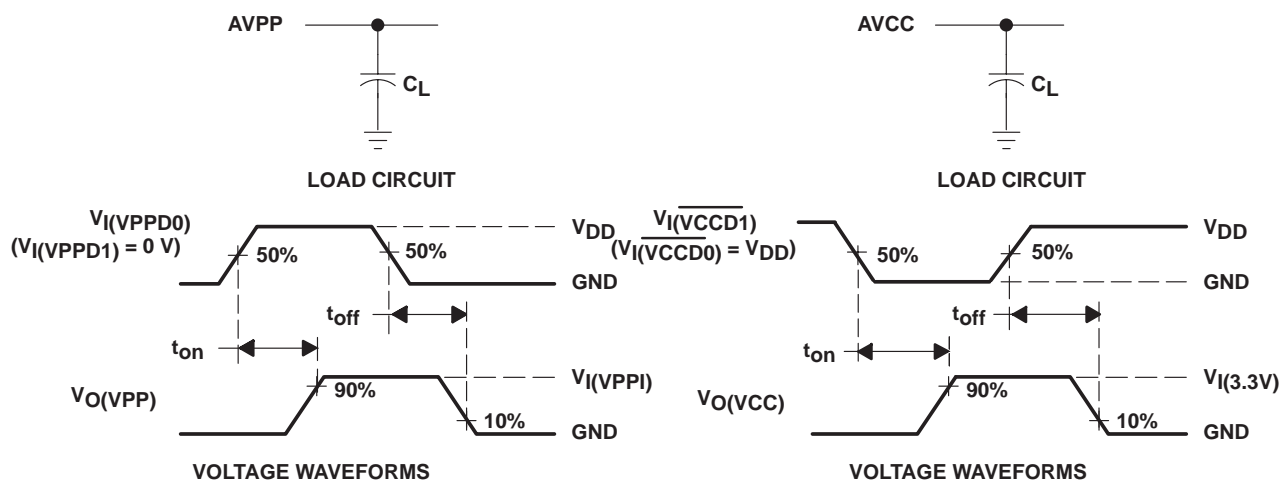 AVPP
CL
LOAD CIRCUIT
VI(VPPD0)
(VI(VPPD1) = 0 V)
50%
50%
VDD
GND
toff
ton
VO(VPP)
90%
10%
VI(VPPI)
GND
VOLTAGE WAVEFORMS
AVCC
CL
LOAD CIRCUIT
VI(V̅C̅C̅D̅1̅)
(VI(V̅C̅C̅D̅0̅) = VDD)
50%
50%
VDD
GND
toff
ton
VO(VCC)
90%
10%
VI(3.3V)
GND
VOLTAGE WAVEFORMS